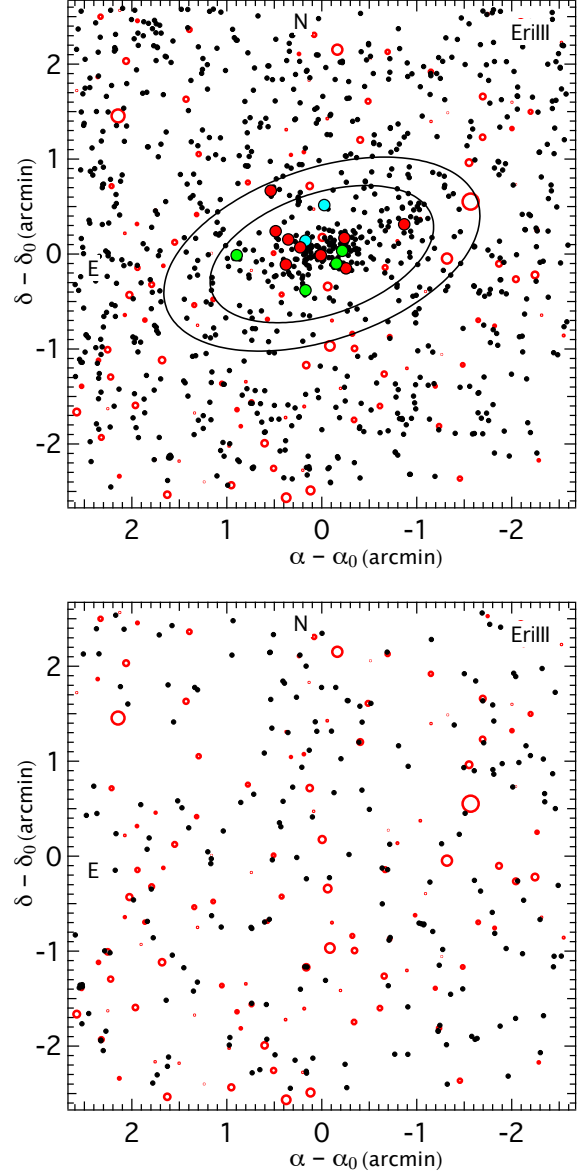 N
EriIII
2
1
0
E
-1
-2
δ − δ₀ (arcmin)
2 1 0 -1 -2
α − α₀ (arcmin)
N
EriIII
2
1
0
E
-1
-2
δ − δ₀ (arcmin)
2 1 0 -1 -2
α − α₀ (arcmin)